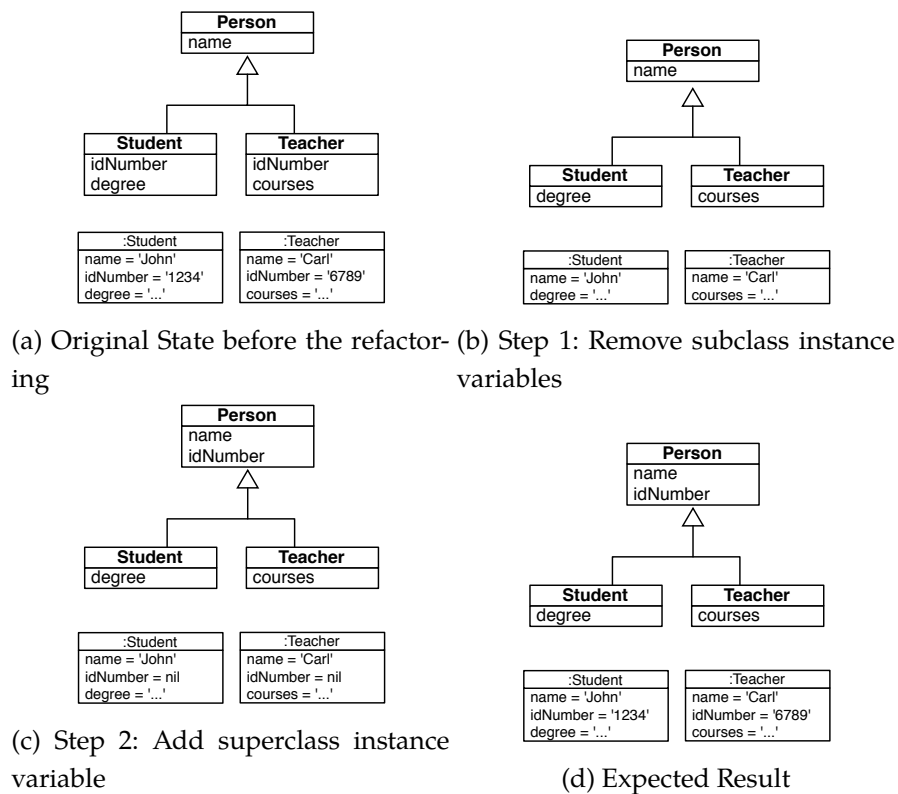 Person
name
Student
idNumber
degree
Teacher
idNumber
courses
:Student
name = 'John'
idNumber = '1234'
degree = '...'
:Teacher
name = 'Carl'
idNumber = '6789'
courses = '...'
(a) Original State before the refactor-
ing
Person
name
Student
degree
Teacher
courses
:Student
name = 'John'
degree = '...'
:Teacher
name = 'Carl'
courses = '...'
(b) Step 1: Remove subclass instance
variables
Person
name
idNumber
Student
degree
Teacher
courses
:Student
name = 'John'
idNumber = nil
degree = '...'
:Teacher
name = 'Carl'
idNumber = nil
courses = '...'
(c) Step 2: Add superclass instance
variable
Person
name
idNumber
Student
degree
Teacher
courses
:Student
name = 'John'
idNumber = '1234'
degree = '...'
:Teacher
name = 'Carl'
idNumber = '6789'
courses = '...'
(d) Expected Result